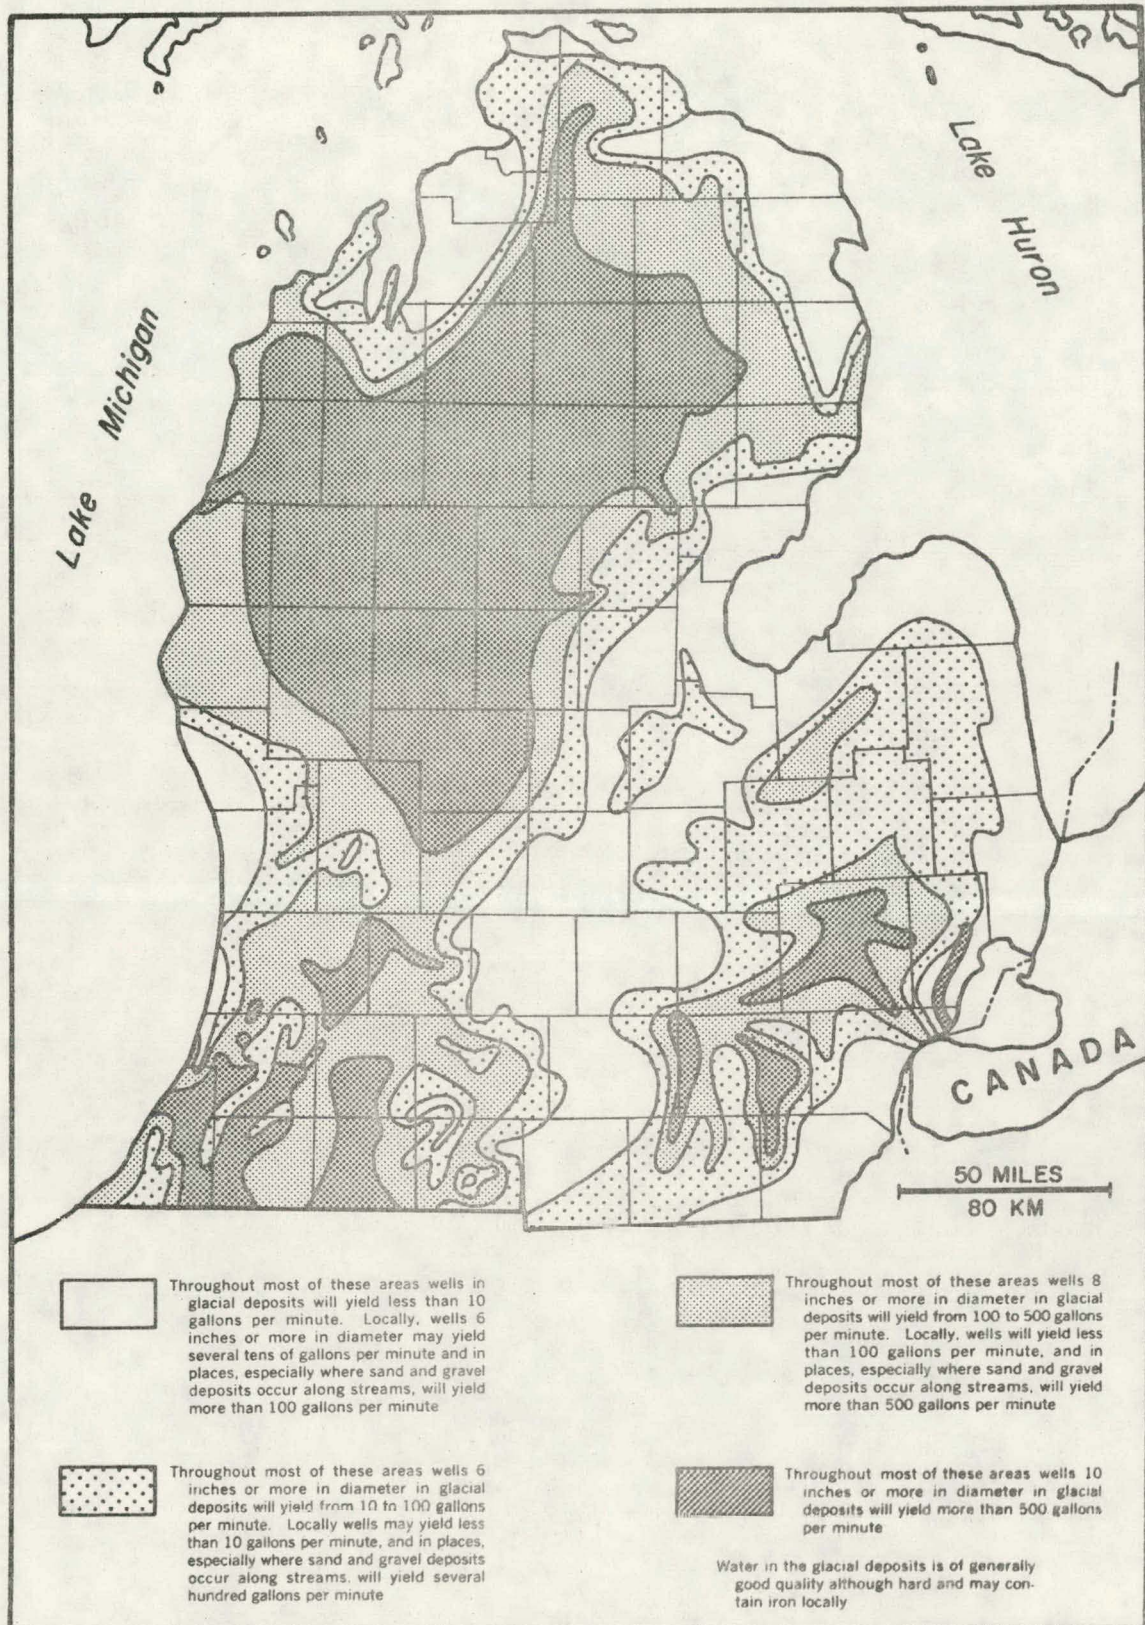 Lake
Huron
Lake Michigan
CANADA
50 MILES
80 KM
Throughout most of these areas wells in
glacial deposits will yield less than 10
gallons per minute. Locally, wells 6
inches or more in diameter may yield
several tens of gallons per minute and in
places, especially where sand and gravel
deposits occur along streams, will yield
more than 100 gallons per minute
Throughout most of these areas wells 6
inches or more in diameter in glacial
deposits will yield from 10 to 100 gallons
per minute. Locally wells may yield less
than 10 gallons per minute, and in places,
especially where sand and gravel deposits
occur along streams, will yield several
hundred gallons per minute
Throughout most of these areas wells 8
inches or more in diameter in glacial
deposits will yield from 100 to 500 gallons
per minute. Locally, wells will yield less
than 100 gallons per minute, and in
places, especially where sand and gravel
deposits occur along streams, will yield
more than 500 gallons per minute
Throughout most of these areas wells 10
inches or more in diameter in glacial
deposits will yield more than 500 gallons
per minute
Water in the glacial deposits is of generally
good quality although hard and may con-
tain iron locally